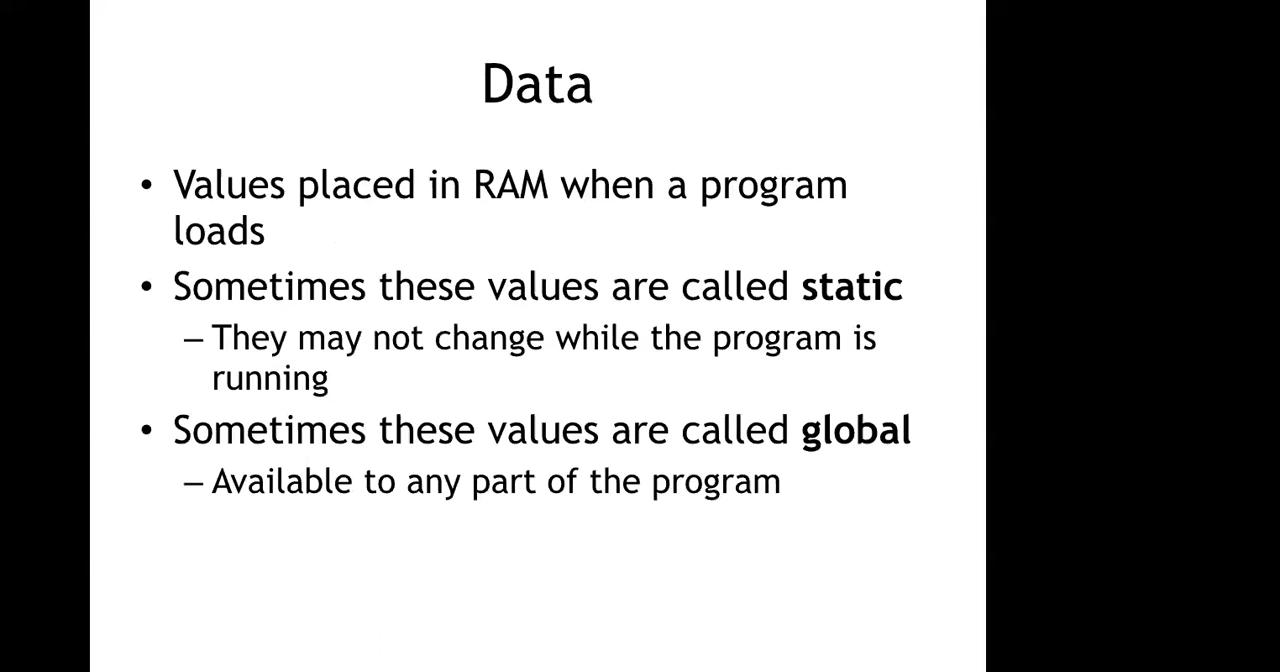 Data
• Values placed in RAM when a program
loads
• Sometimes these values are called static
– They may not change while the program is
running
• Sometimes these values are called global
– Available to any part of the program